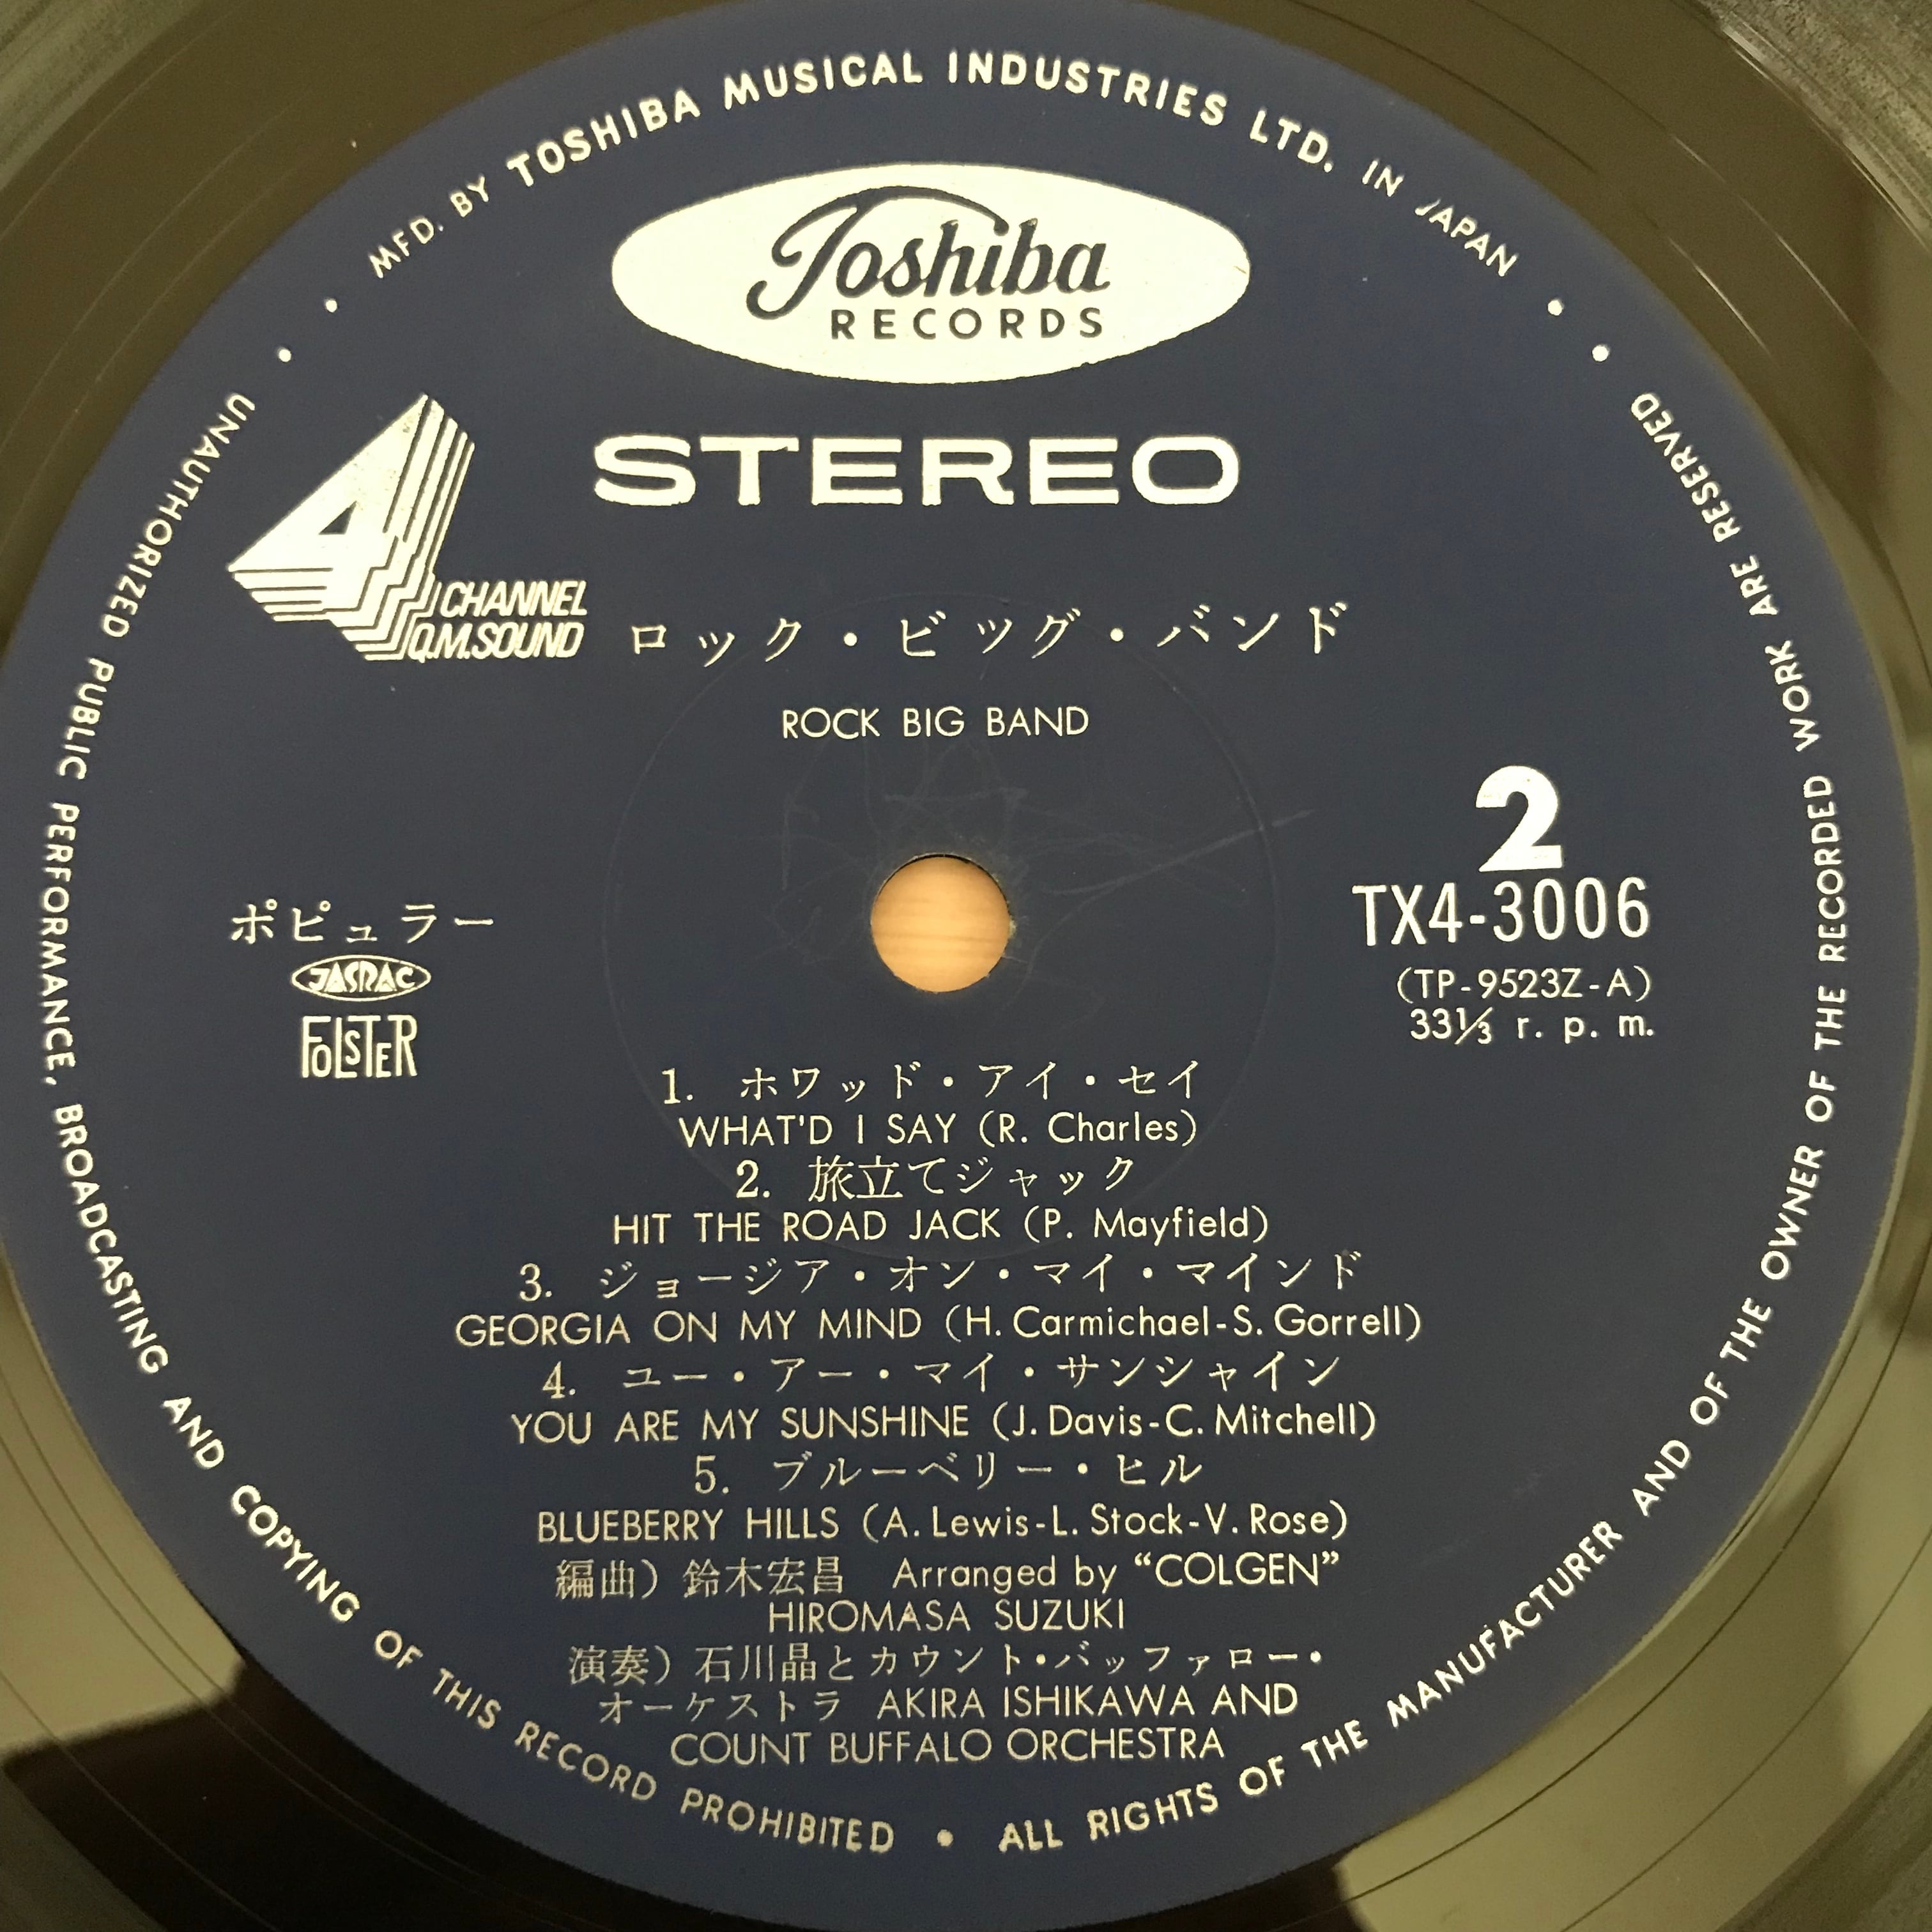 MFD. BY TOSHIBA MUSICAL INDUSTRIES LTD. IN JAPAN
Toshiba
RECORDS
STEREO
4 CHANNEL
Q.M.SOUND
ロック・ビッグ・バンド
ROCK BIG BAND
2
TX4-3006
(TP-9523Z-A)
33⅓ r. p. m.
ポピュラー
JASRAC
FOLSTER
1. ホワッド・アイ・セイ
WHAT'D I SAY (R. Charles)
2. 旅立てジャック
HIT THE ROAD JACK (P. Mayfield)
3. ジョージア・オン・マイ・マインド
GEORGIA ON MY MIND (H. Carmichael-S. Gorrell)
4. ユー・アー・マイ・サンシャイン
YOU ARE MY SUNSHINE (J. Davis-C. Mitchell)
5. ブルーベリー・ヒル
BLUEBERRY HILLS (A. Lewis-L. Stock-V. Rose)
編曲) 鈴木宏昌 Arranged by “COLGEN”
HIROMASA SUZUKI
演奏) 石川晶とカウント・バッファロー・
オーケストラ AKIRA ISHIKAWA AND
COUNT BUFFALO ORCHESTRA
UNAUTHORIZED PUBLIC PERFORMANCE, BROADCASTING AND COPYING OF THIS RECORD PROHIBITED • ALL RIGHTS OF THE MANUFACTURER AND OF THE OWNER OF THE RECORDED WORK ARE RESERVED